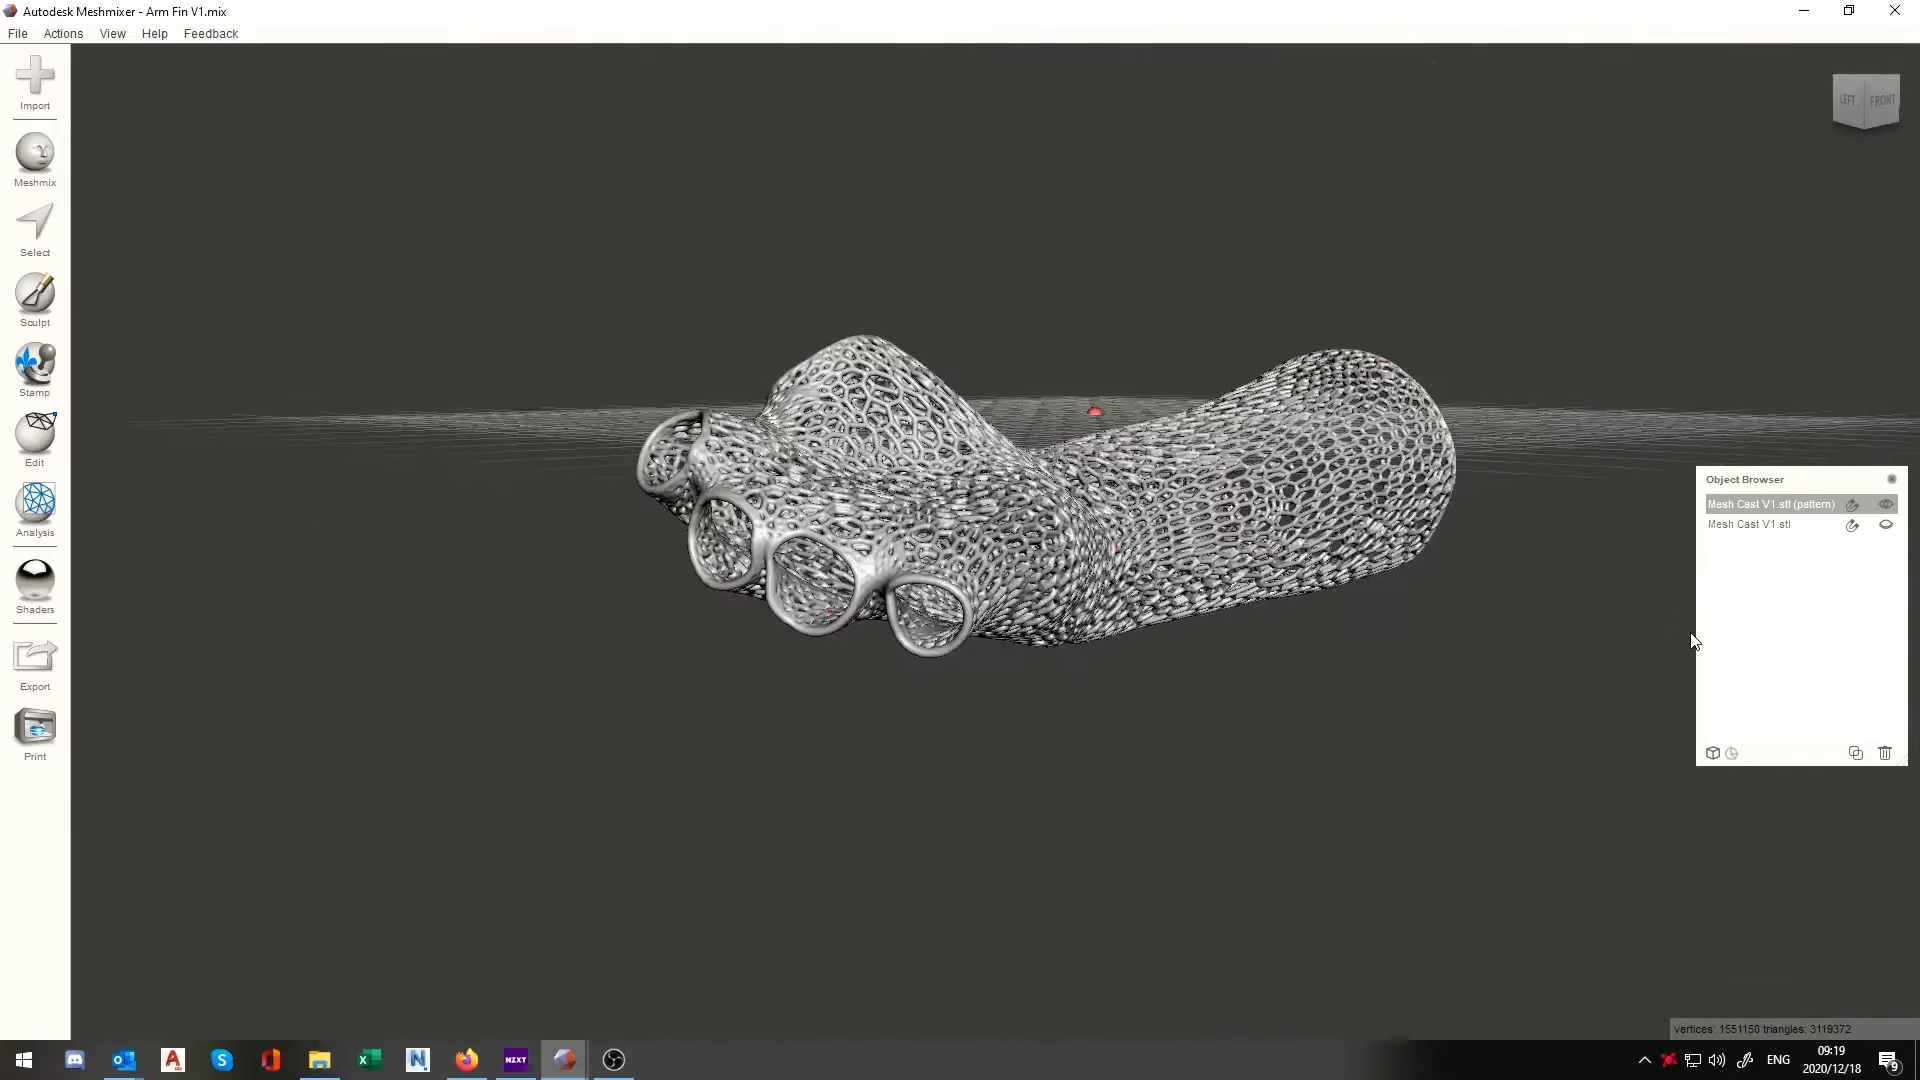 Autodesk Meshmixer - Arm Fin V1.mix
File Actions View Help Feedback
Import
Meshmix
Select
Sculpt
Stamp
Edit
Analysis
Shaders
Export
Print
LEFT FRONT
Object Browser
Mesh Cast V1.stl (pattern)
Mesh Cast V1.stl
vertices: 1551150 triangles: 3119372
NZXT
ENG
09:19
2020/12/18
9